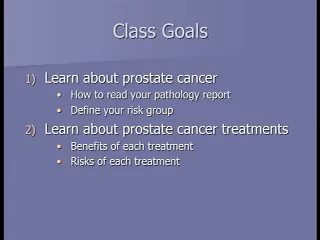 Class Goals
1) Learn about prostate cancer
• How to read your pathology report
• Define your risk group
2) Learn about prostate cancer treatments
• Benefits of each treatment
• Risks of each treatment